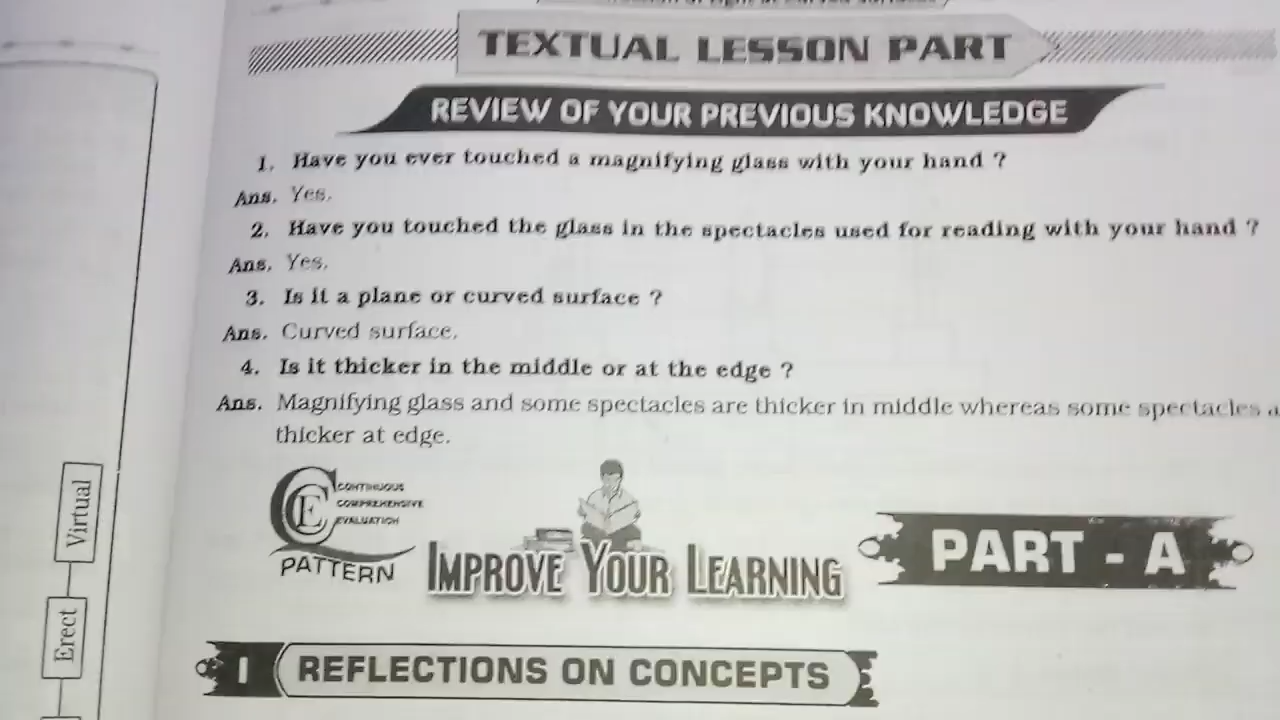 TEXTUAL LESSON PART
REVIEW OF YOUR PREVIOUS KNOWLEDGE
1. Have you ever touched a magnifying glass with your hand ?
Ans. Yes.
2. Have you touched the glass in the spectacles used for reading with your hand ?
Ans. Yes.
3. Is it a plane or curved surface ?
Ans. Curved surface.
4. Is it thicker in the middle or at the edge ?
Ans. Magnifying glass and some spectacles are thicker in middle whereas some spectacles
thicker at edge.
CCE CONTINUOUS
COMPREHENSIVE
EVALUATION
PATTERN
IMPROVE YOUR LEARNING
PART - A
I REFLECTIONS ON CONCEPTS
Virtual
Erect